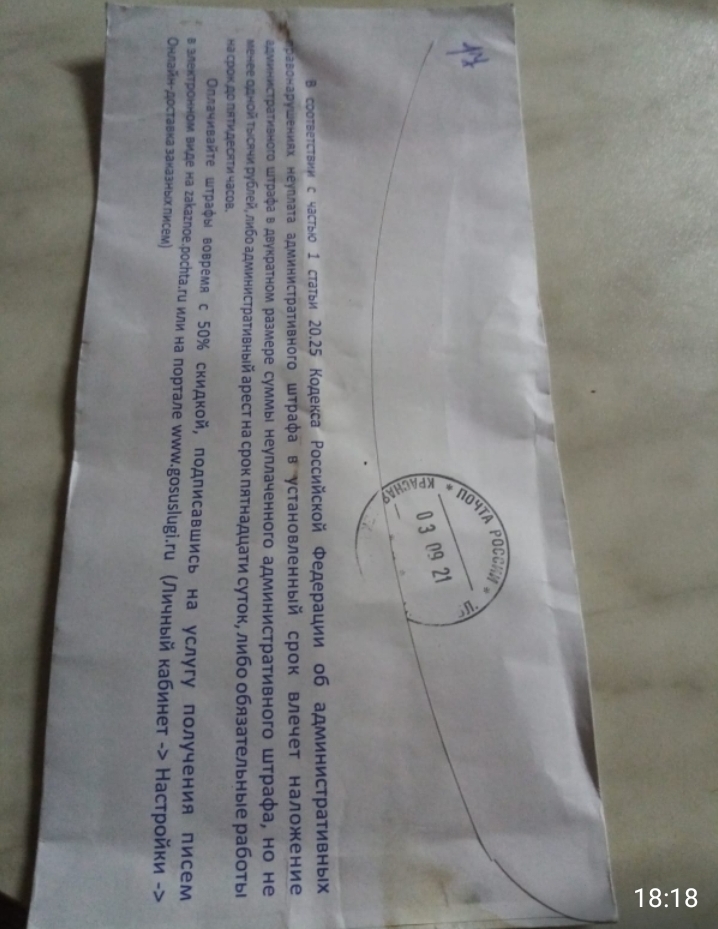 В соответствии с частью 1 статьи 20.25 Кодекса Российской Федерации об административных
правонарушениях неуплата административного штрафа в установленный срок влечет наложение
административного штрафа в двукратном размере суммы неуплаченного административного штрафа, но не
менее одной тысячи рублей, либо административный арест на срок пятнадцати суток, либо обязательные работы
на срок до пятидесяти часов.
Оплачивайте штрафы вовремя с 50% скидкой, подписавшись на услугу получения писем
в электронном виде на zakaznoe.pochta.ru или на портале www.gosuslugi.ru (Личный кабинет -> Настройки ->
Онлайн-доставка заказных писем)
* ПОЧТА РОССИИ *
03 09 21
18:18